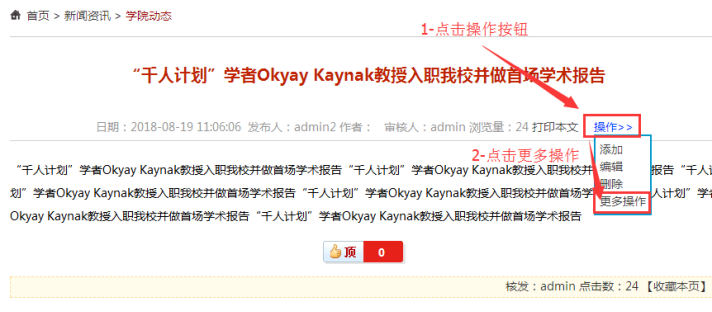 首页 > 新闻资讯 > 学院动态
1-点击操作按钮
“千人计划”学者Okyay Kaynak教授入职我校并做首场学术报告
日期：2018-08-19 11:06:06 发布人：admin2 作者： 审核人：admin 浏览量：24 打印本文 操作>>
添加
2-点击更多操作
编辑
删除
更多操作
“千人计划”学者Okyay Kaynak教授入职我校并做首场学术报告“千人计划”学者Okyay Kaynak教授入职我校并做首场学术报告“千人计
划”学者Okyay Kaynak教授入职我校并做首场学术报告“千人计划”学者Okyay Kaynak教授入职我校并做首场学术 人计划”学者
Okyay Kaynak教授入职我校并做首场学术报告“千人计划”学者Okyay Kaynak教授入职我校并做首场学术报告
顶 0
核发：admin 点击数：24 【收藏本页】